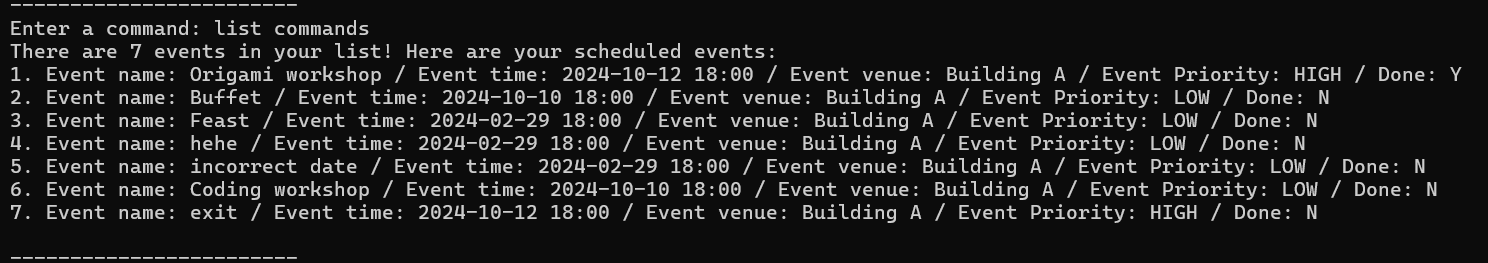 ------------------------
Enter a command: list commands
There are 7 events in your list! Here are your scheduled events:
1. Event name: Origami workshop / Event time: 2024-10-12 18:00 / Event venue: Building A / Event Priority: HIGH / Done: Y
2. Event name: Buffet / Event time: 2024-10-10 18:00 / Event venue: Building A / Event Priority: LOW / Done: N
3. Event name: Feast / Event time: 2024-02-29 18:00 / Event venue: Building A / Event Priority: LOW / Done: N
4. Event name: hehe / Event time: 2024-02-29 18:00 / Event venue: Building A / Event Priority: LOW / Done: N
5. Event name: incorrect date / Event time: 2024-02-29 18:00 / Event venue: Building A / Event Priority: LOW / Done: N
6. Event name: Coding workshop / Event time: 2024-10-10 18:00 / Event venue: Building A / Event Priority: LOW / Done: N
7. Event name: exit / Event time: 2024-10-12 18:00 / Event venue: Building A / Event Priority: HIGH / Done: N
------------------------